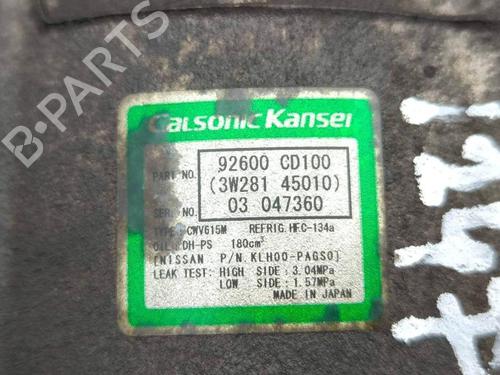 Calsonic Kansei
PART NO. 92600 CD100
(3W281 45010)
SERI NO. 03 047360
TYPE CWV615M REFRIG.HFC-134a
OIL DH-PS 180cm³
[NISSAN P/N.KLH00-PAGS0]
LEAK TEST: HIGH SIDE:3.04MPa
LOW SIDE:1.57MPa
MADE IN JAPAN
B-PARTS